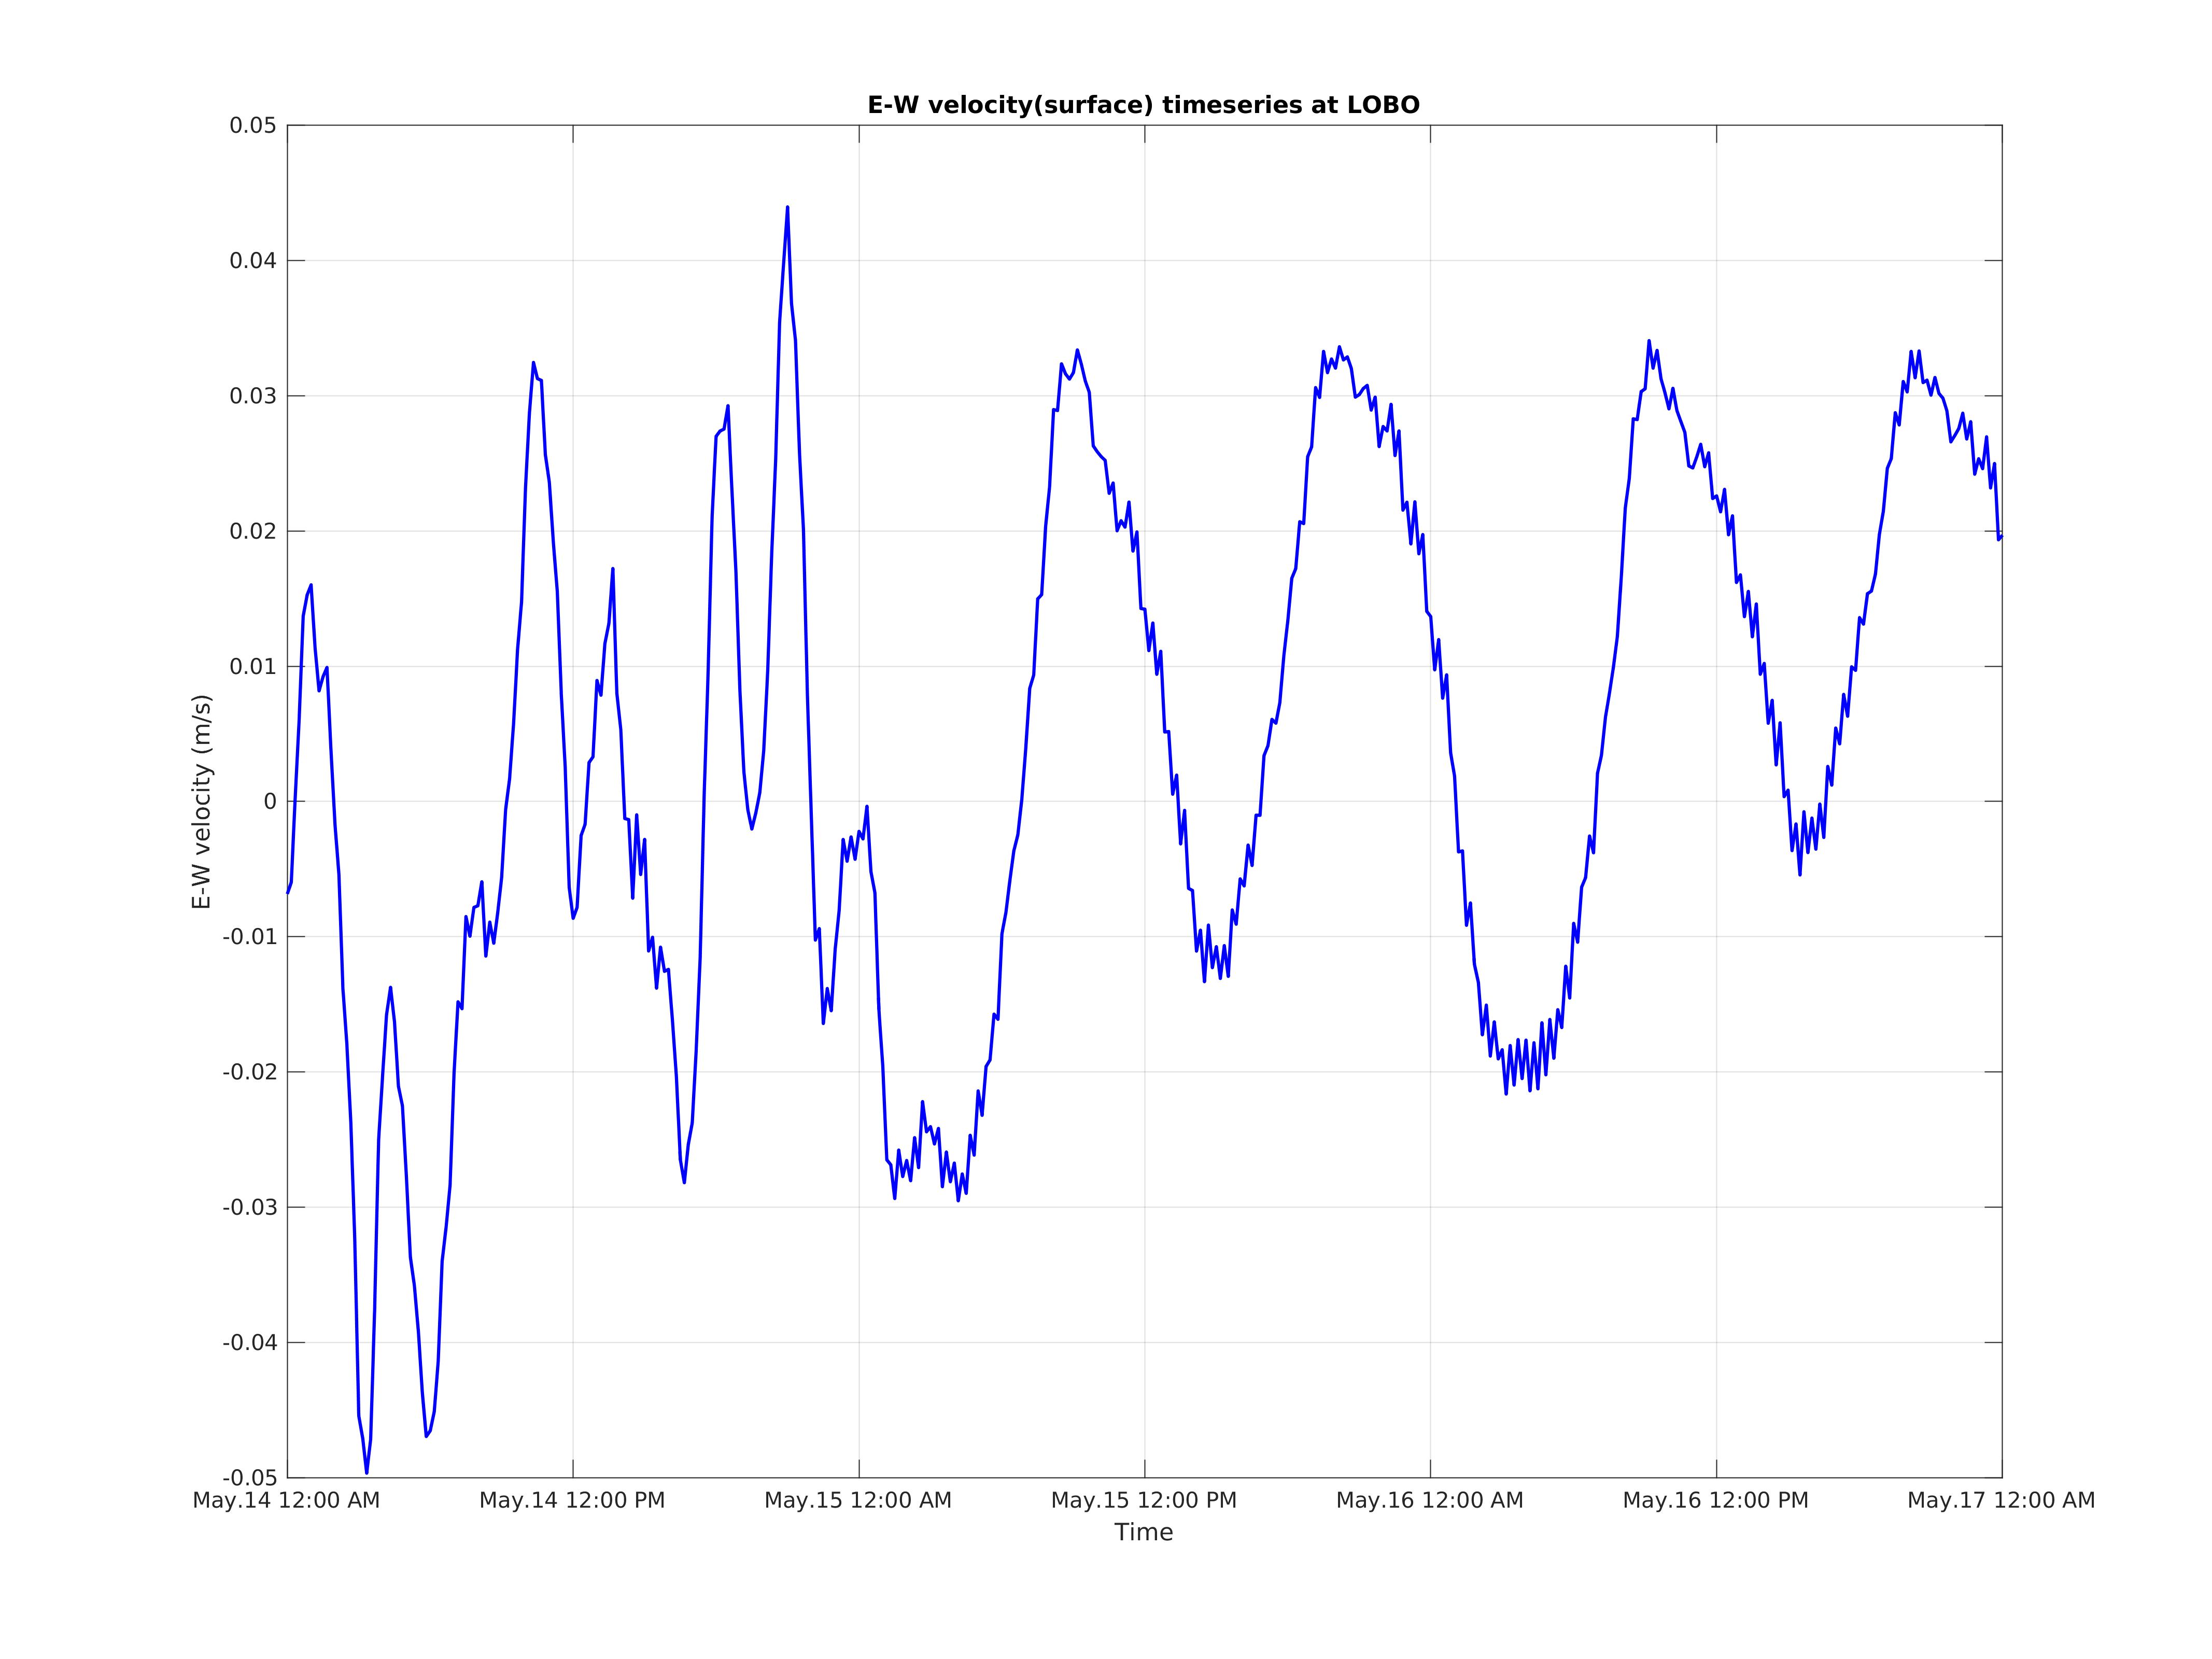 E-W velocity(surface) timeseries at LOBO
0.05
0.04
0.03
0.02
0.01
0
-0.01
-0.02
-0.03
-0.04
-0.05
E-W velocity (m/s)
May.14 12:00 AM May.14 12:00 PM May.15 12:00 AM May.15 12:00 PM May.16 12:00 AM May.16 12:00 PM May.17 12:00 AM
Time